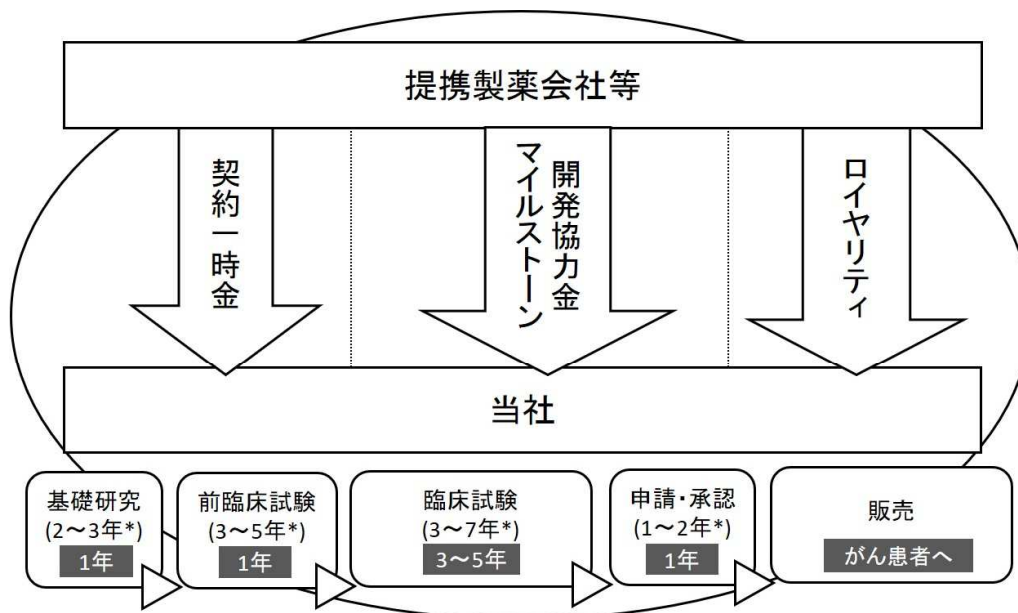 提携製薬会社等
契約一時金
開発協力金
マイルストーン
ロイヤリティ
当社
基礎研究
(2～3年*)
1年
前臨床試験
(3～5年*)
1年
臨床試験
(3～7年*)
3～5年
申請・承認
(1～2年*)
1年
販売
がん患者へ